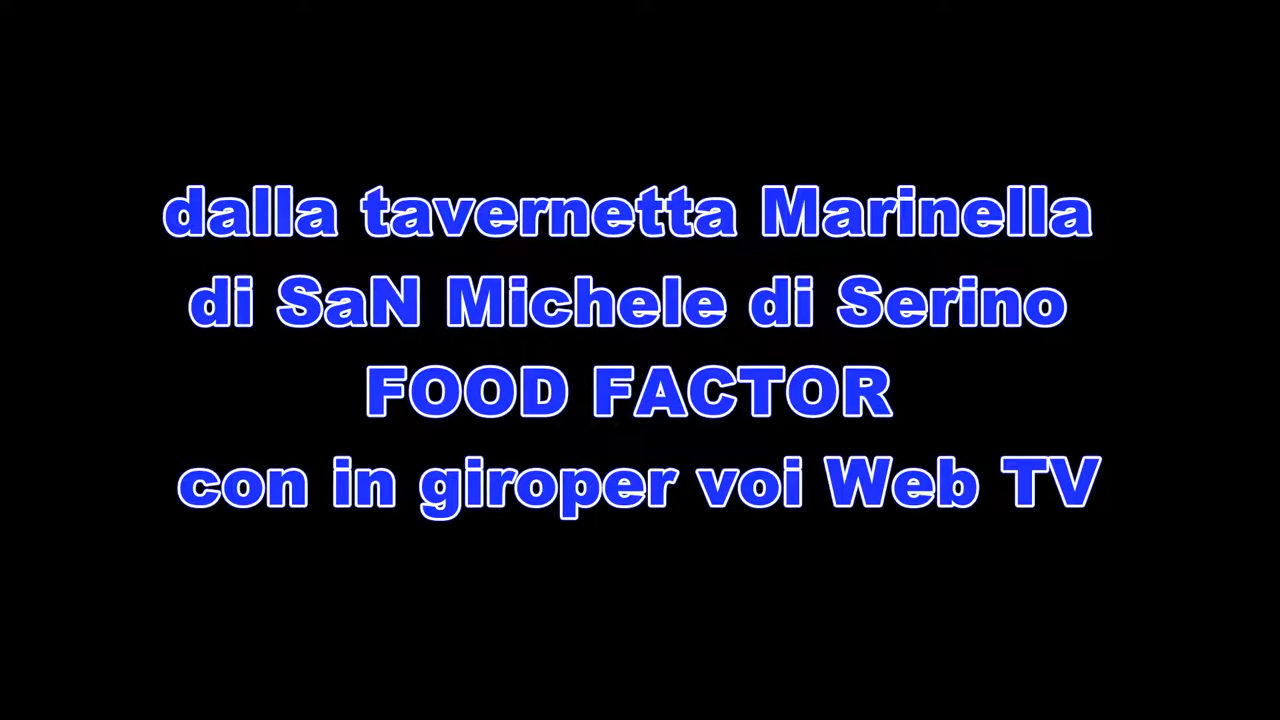 dalla tavernetta Marinella
di SaN Michele di Serino
FOOD FACTOR
con in giroper voi Web TV